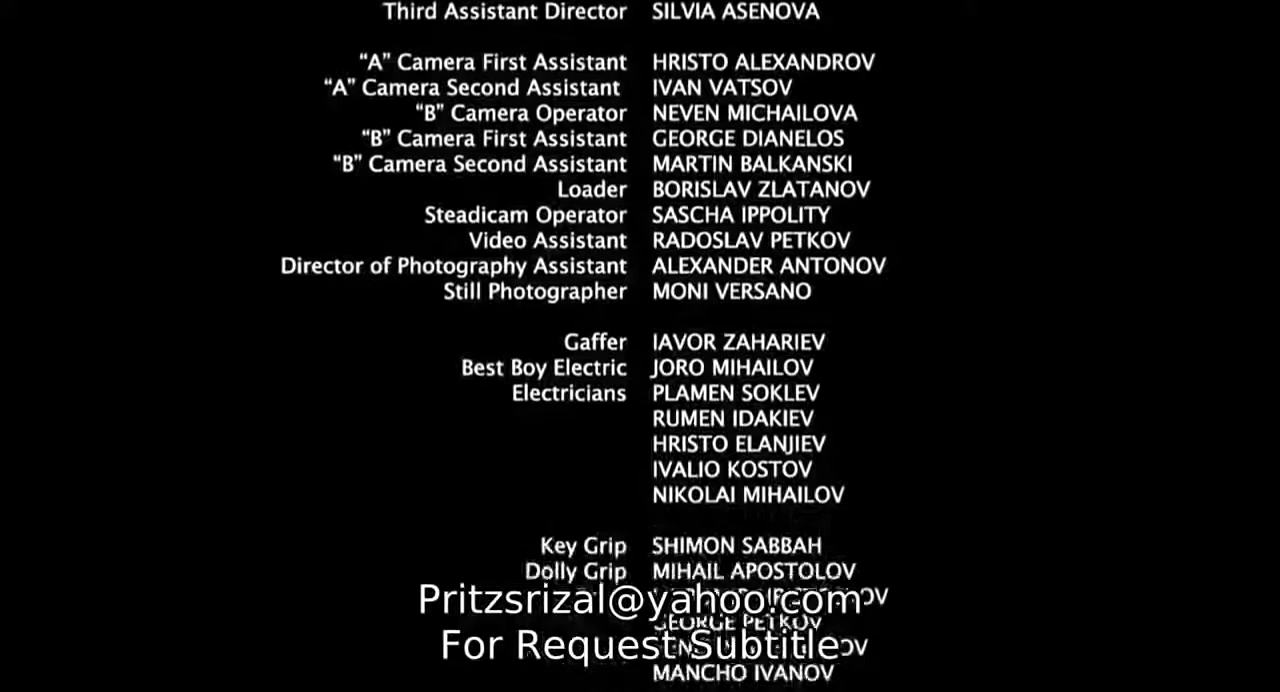 Third Assistant Director SILVIA ASENOVA
“A” Camera First Assistant HRISTO ALEXANDROV
“A” Camera Second Assistant IVAN VATSOV
“B” Camera Operator NEVEN MICHAILOVA
“B” Camera First Assistant GEORGE DIANELOS
“B” Camera Second Assistant MARTIN BALKANSKI
Loader BORISLAV ZLATANOV
Steadicam Operator SASCHA IPPOLITY
Video Assistant RADOSLAV PETKOV
Director of Photography Assistant ALEXANDER ANTONOV
Still Photographer MONI VERSANO
Gaffer IAVOR ZAHARIEV
Best Boy Electric JORO MIHAILOV
Electricians PLAMEN SOKLEV
RUMEN IDAKIEV
HRISTO ELANJIEV
IVALIO KOSTOV
NIKOLAI MIHAILOV
Key Grip SHIMON SABBAH
Dolly Grip MIHAIL APOSTOLOV
Pritzsrizal@yahoo.com
GEORGE PETKOV
For Request Subtitle
MANCHO IVANOV